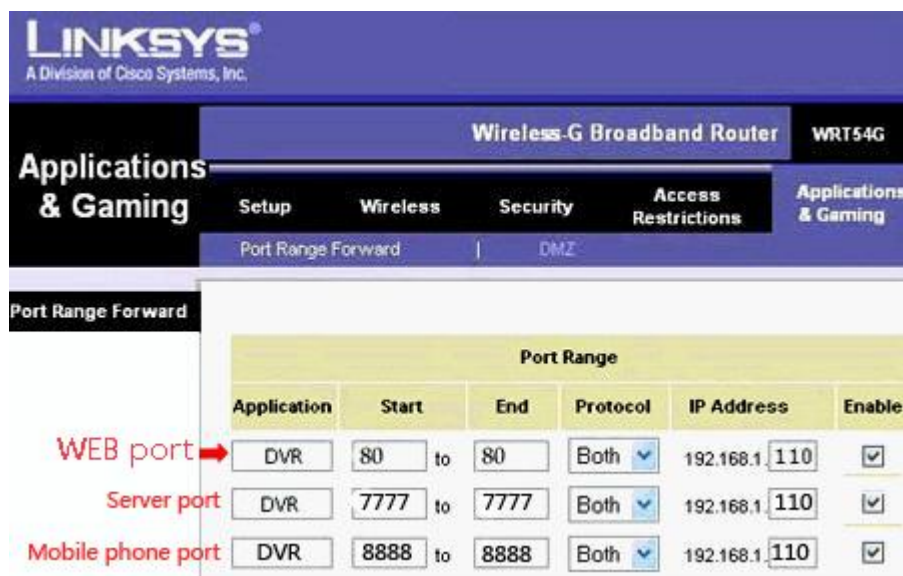 LINKSYS®
A Division of Cisco Systems, Inc.
Wireless-G Broadband Router WRT54G
Applications & Gaming
Setup Wireless Security Access Restrictions Applications & Gaming
Port Range Forward | DMZ
Port Range Forward
Port Range
Application Start End Protocol IP Address Enable
WEB port DVR 80 to 80 Both 192.168.1.110
Server port DVR 7777 to 7777 Both 192.168.1.110
Mobile phone port DVR 8888 to 8888 Both 192.168.1.110